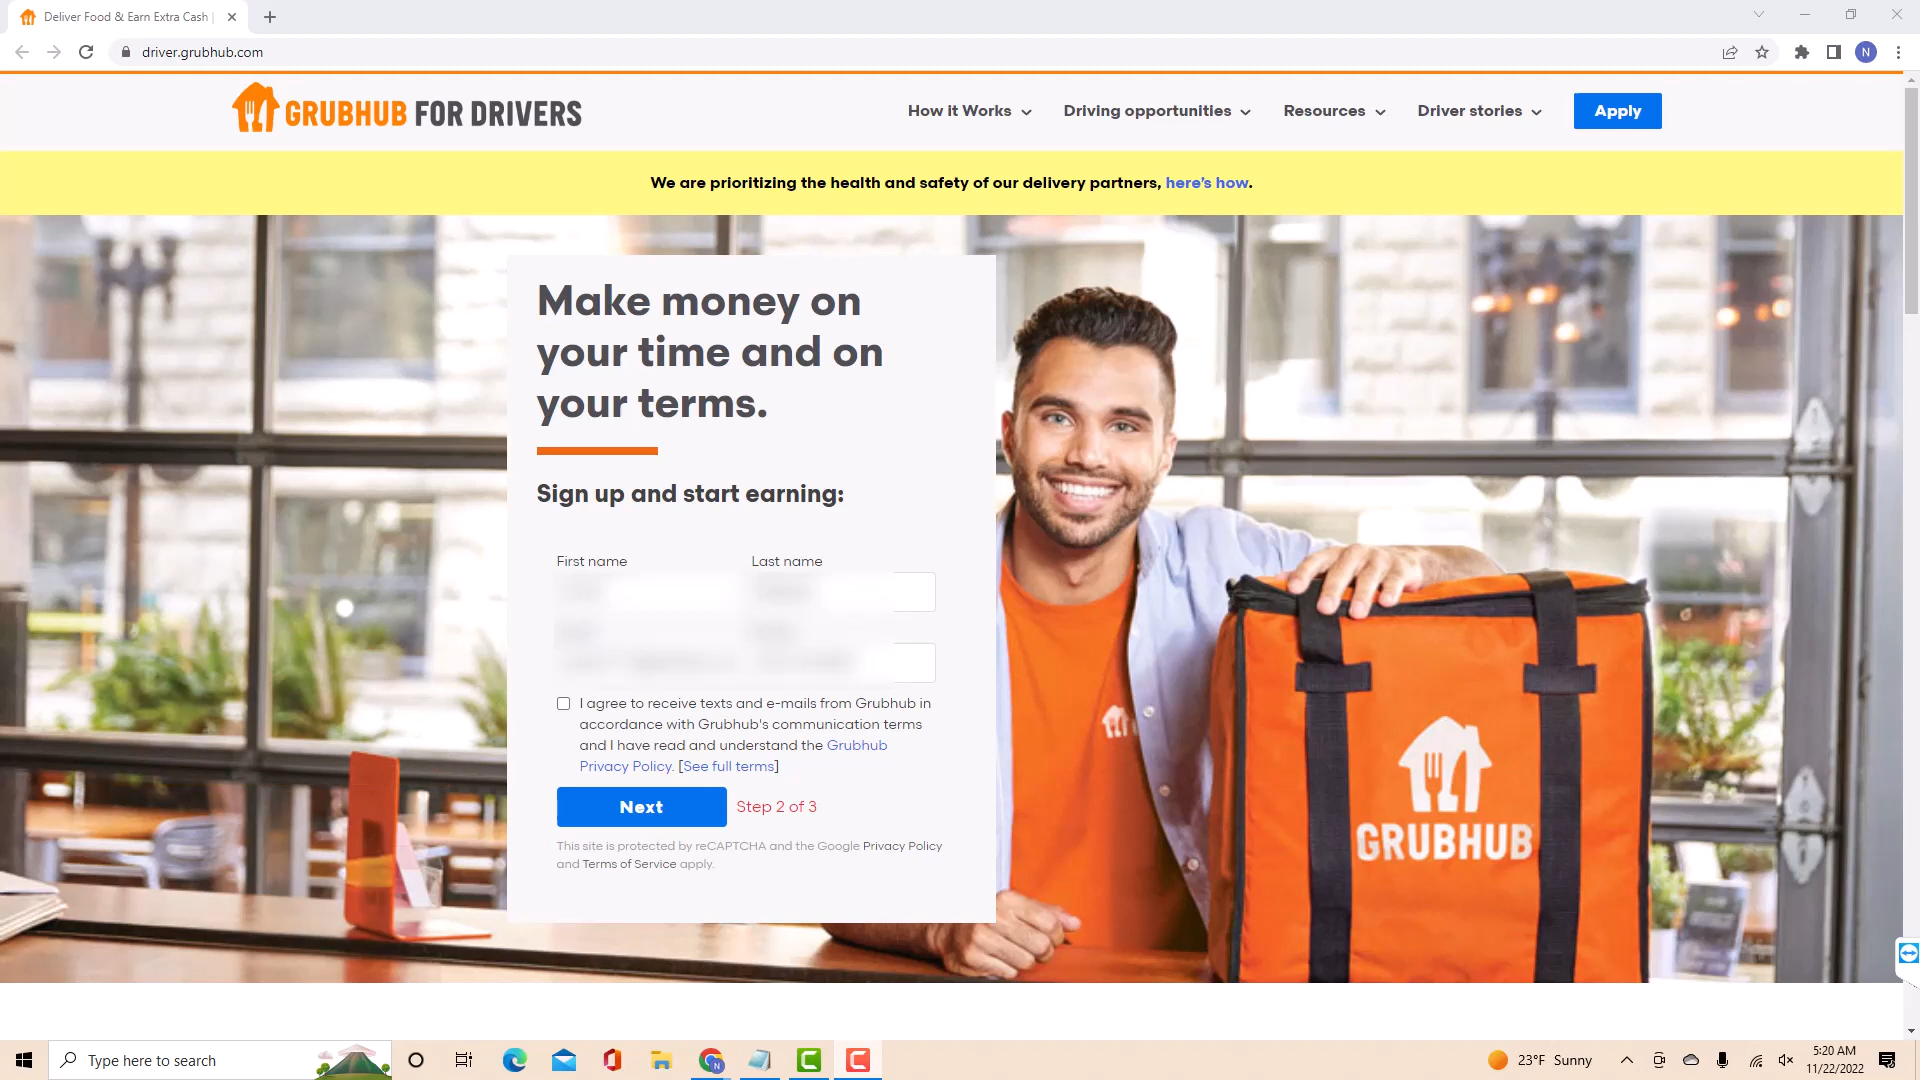 Deliver Food & Earn Extra Cash |
driver.grubhub.com
N
GRUBHUB FOR DRIVERS
How it Works
Driving opportunities
Resources
Driver stories
Apply
We are prioritizing the health and safety of our delivery partners, here's how.
Make money on
your time and on
your terms.
Sign up and start earning:
First name
Last name
I agree to receive texts and e-mails from Grubhub in
accordance with Grubhub's communication terms
and I have read and understand the Grubhub
Privacy Policy. [See full terms]
Next
Step 2 of 3
This site is protected by reCAPTCHA and the Google Privacy Policy
and Terms of Service apply.
GRUBHUB
Type here to search
N
23°F Sunny
5:20 AM
11/22/2022